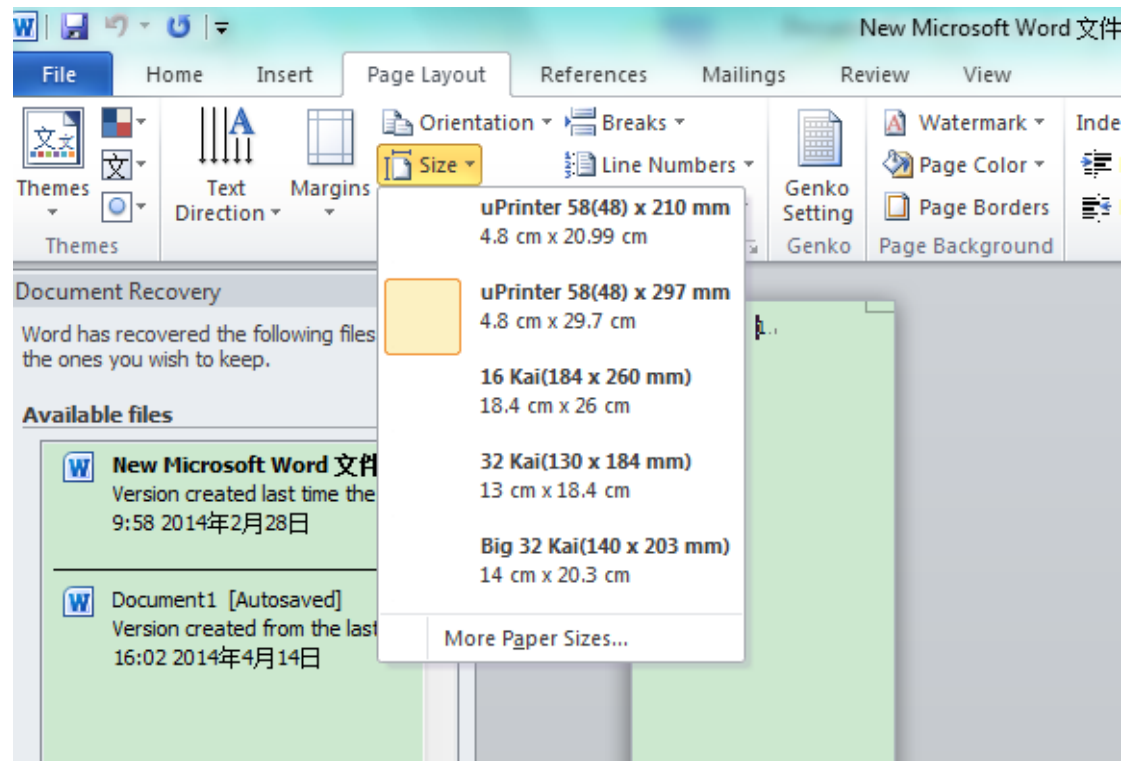 New Microsoft Word 文件
File Home Insert Page Layout References Mailings Review View
Themes
Text Direction
Margins
Orientation
Size
Breaks
Line Numbers
Genko Setting
Watermark
Page Color
Page Borders
Inde
Themes
Genko
Page Background
Document Recovery
Word has recovered the following files
the ones you wish to keep.
Available files
New Microsoft Word 文件
Version created last time the
9:58 2014年2月28日
Document1 [Autosaved]
Version created from the last
16:02 2014年4月14日
uPrinter 58(48) x 210 mm
4.8 cm x 20.99 cm
uPrinter 58(48) x 297 mm
4.8 cm x 29.7 cm
16 Kai(184 x 260 mm)
18.4 cm x 26 cm
32 Kai(130 x 184 mm)
13 cm x 18.4 cm
Big 32 Kai(140 x 203 mm)
14 cm x 20.3 cm
More Paper Sizes...